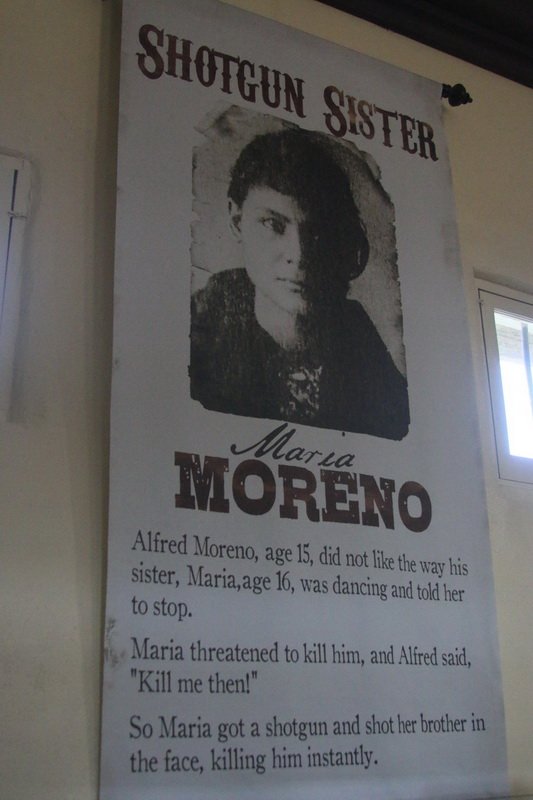 SHOTGUN SISTER
Maria
MORENO
Alfred Moreno, age 15, did not like the way his
sister, Maria,age 16, was dancing and told her
to stop.
Maria threatened to kill him, and Alfred said,
"Kill me then!"
So Maria got a shotgun and shot her brother in
the face, killing him instantly.